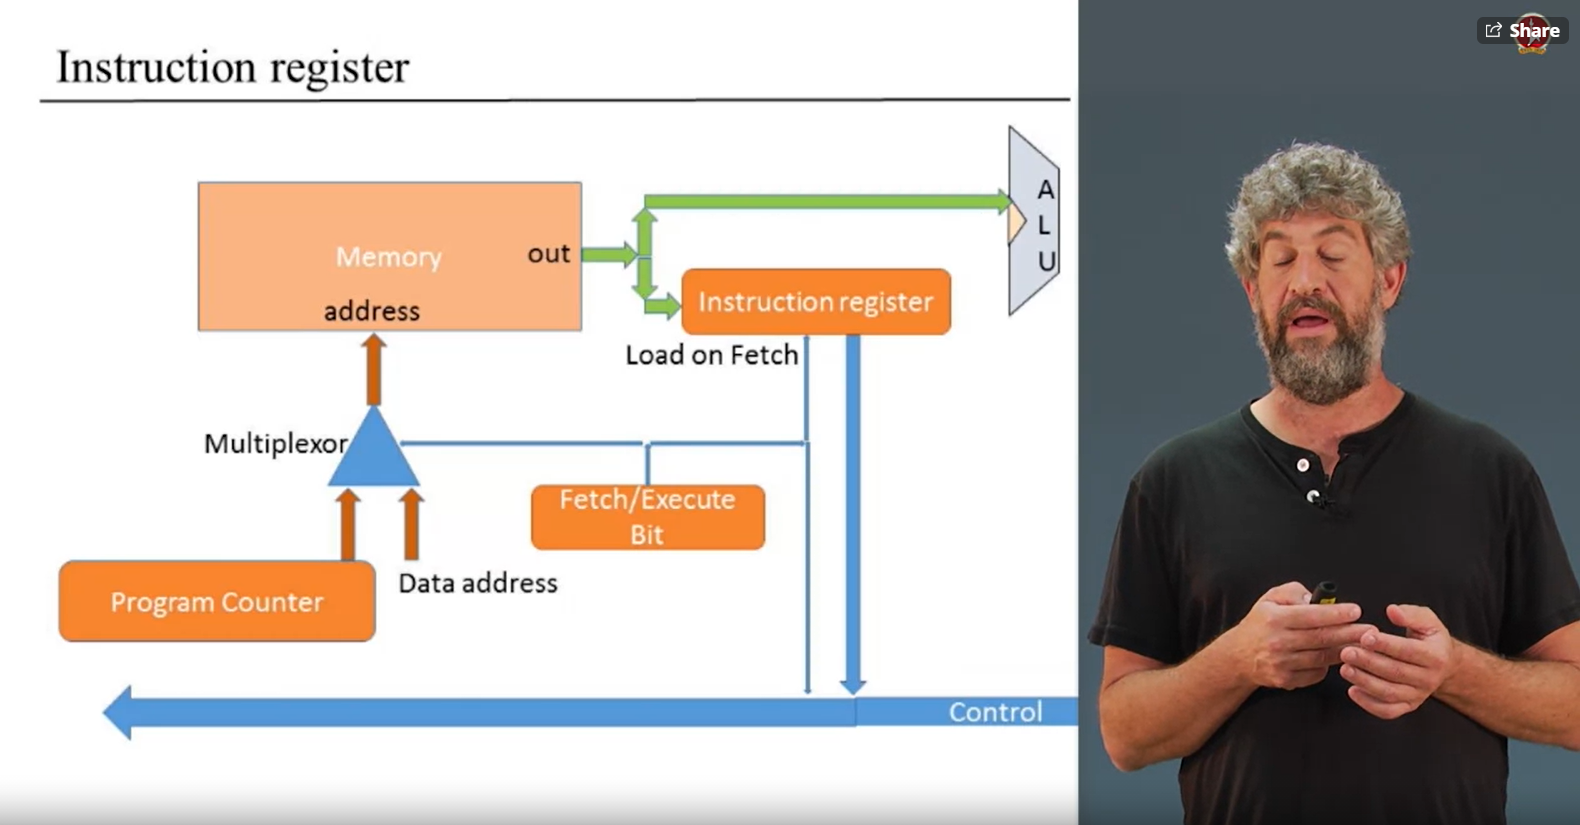 Share
Instruction register
A
L
U
Memory
out
address
Instruction register
Load on Fetch
Multiplexor
Fetch/Execute
Bit
Data address
Program Counter
Control